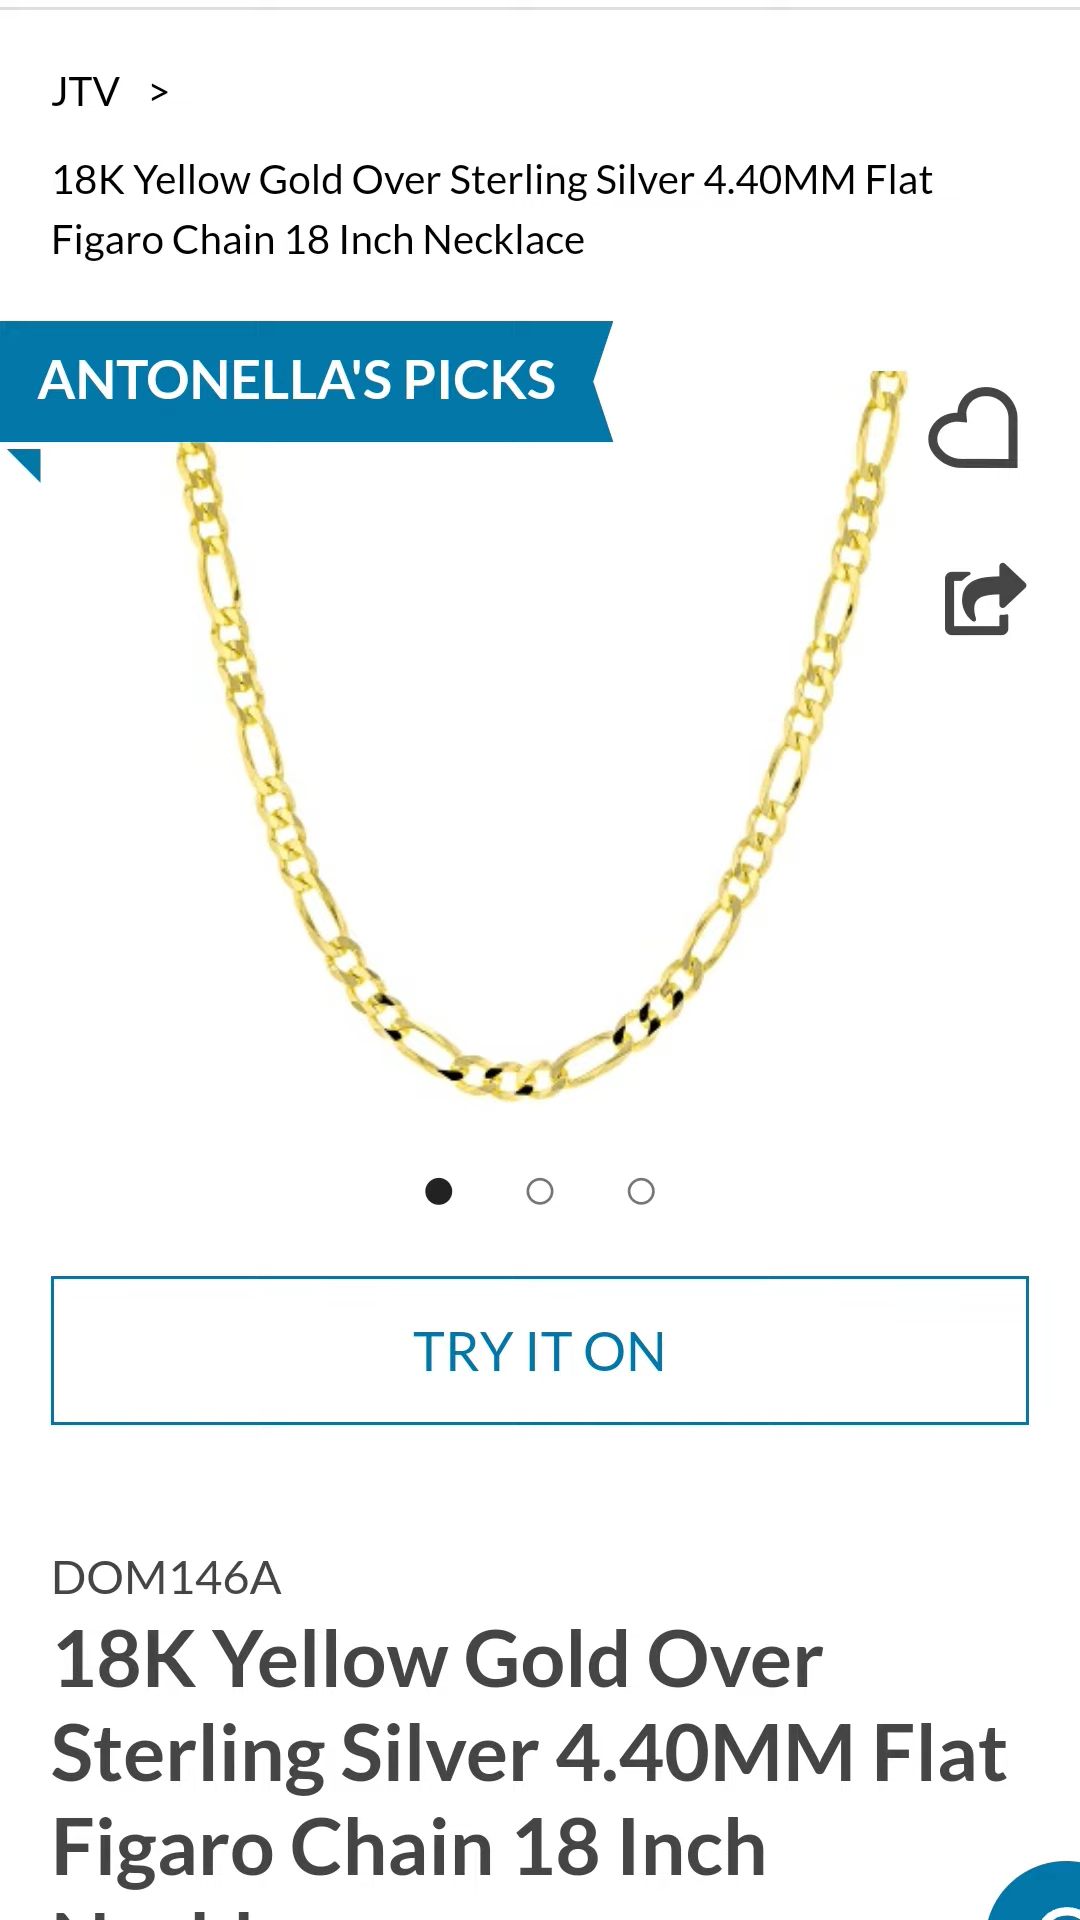 JTV >
18K Yellow Gold Over Sterling Silver 4.40MM Flat
Figaro Chain 18 Inch Necklace
ANTONELLA'S PICKS
TRY IT ON
DOM146A
18K Yellow Gold Over
Sterling Silver 4.40MM Flat
Figaro Chain 18 Inch